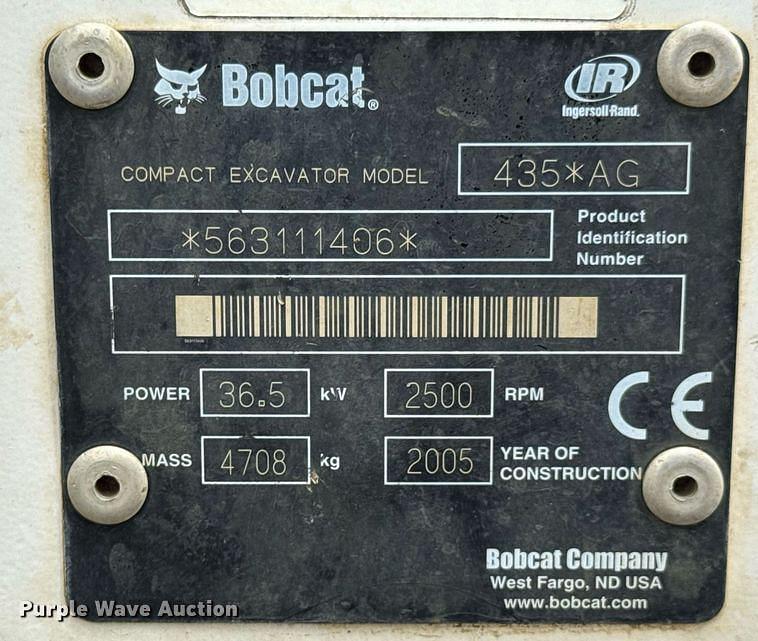 Bobcat®
IR
Ingersoll-Rand.
COMPACT EXCAVATOR MODEL 435*AG
*563111406* Product Identification Number
POWER 36.5 kW 2500 RPM
MASS 4708 kg 2005 YEAR OF CONSTRUCTION
CE
Bobcat Company
West Fargo, ND USA
www.bobcat.com
Purple Wave Auction